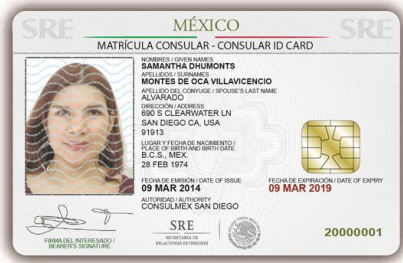 SRE
MÉXICO
SRE
MATRÍCULA CONSULAR - CONSULAR ID CARD
NOMBRES / GIVEN NAMES
SAMANTHA DHUMONTS
APELLIDOS / SURNAMES
MONTES DE OCA VILLAVICENCIO
APELLIDO DEL CÓNYUGE / SPOUSE'S LAST NAME
ALVARADO
DIRECCIÓN / ADDRESS
690 S CLEARWATER LN
SAN DIEGO CA, USA
91913
LUGAR Y FECHA DE NACIMIENTO /
PLACE OF BIRTH AND BIRTH DATE
B.C.S., MEX.
28 FEB 1974
FECHA DE EMISIÓN / DATE OF ISSUE
09 MAR 2014
FECHA DE EXPIRACIÓN / DATE OF EXPIRY
09 MAR 2019
AUTORIDAD / AUTHORITY
CONSULMEX SAN DIEGO
SRE
SECRETARÍA DE
RELACIONES EXTERIORES
20000001
FIRMA DEL INTERESADO /
BEARER'S SIGNATURE